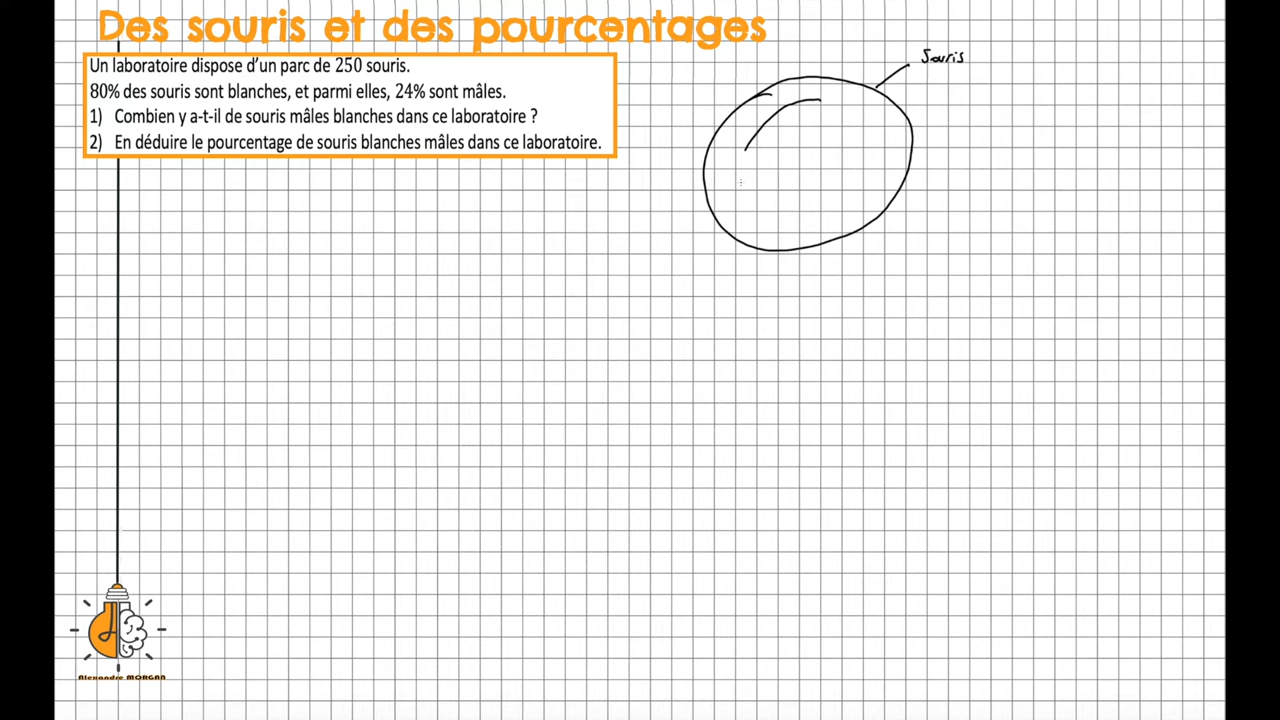 Des souris et des pourcentages
Un laboratoire dispose d'un parc de 250 souris.
80% des souris sont blanches, et parmi elles, 24% sont mâles.
1) Combien y a-t-il de souris mâles blanches dans ce laboratoire ?
2) En déduire le pourcentage de souris blanches mâles dans ce laboratoire.
Souris
Alexandre MORGAN